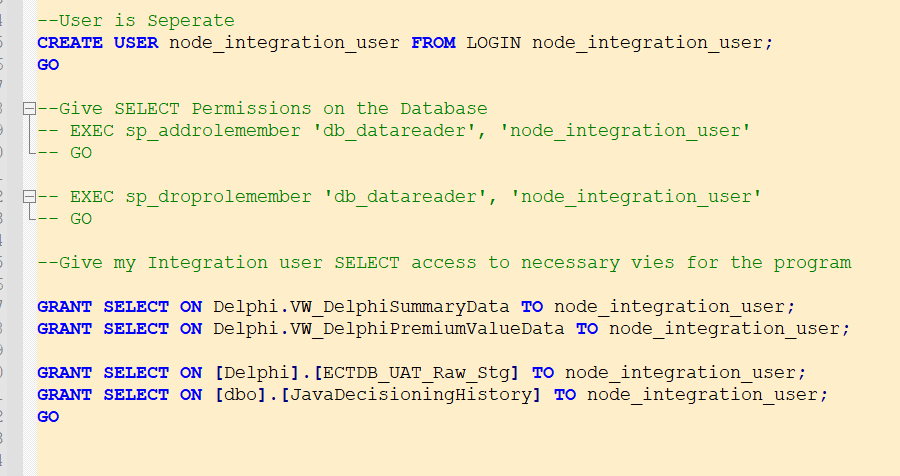 --User is Seperate
CREATE USER node_integration_user FROM LOGIN node_integration_user;
GO
--Give SELECT Permissions on the Database
-- EXEC sp_addrolemember 'db_datareader', 'node_integration_user'
-- GO
-- EXEC sp_droprolemember 'db_datareader', 'node_integration_user'
-- GO
--Give my Integration user SELECT access to necessary vies for the program
GRANT SELECT ON Delphi.VW_DelphiSummaryData TO node_integration_user;
GRANT SELECT ON Delphi.VW_DelphiPremiumValueData TO node_integration_user;
GRANT SELECT ON [Delphi].[ECTDB_UAT_Raw_Stg] TO node_integration_user;
GRANT SELECT ON [dbo].[JavaDecisioningHistory] TO node_integration_user;
GO